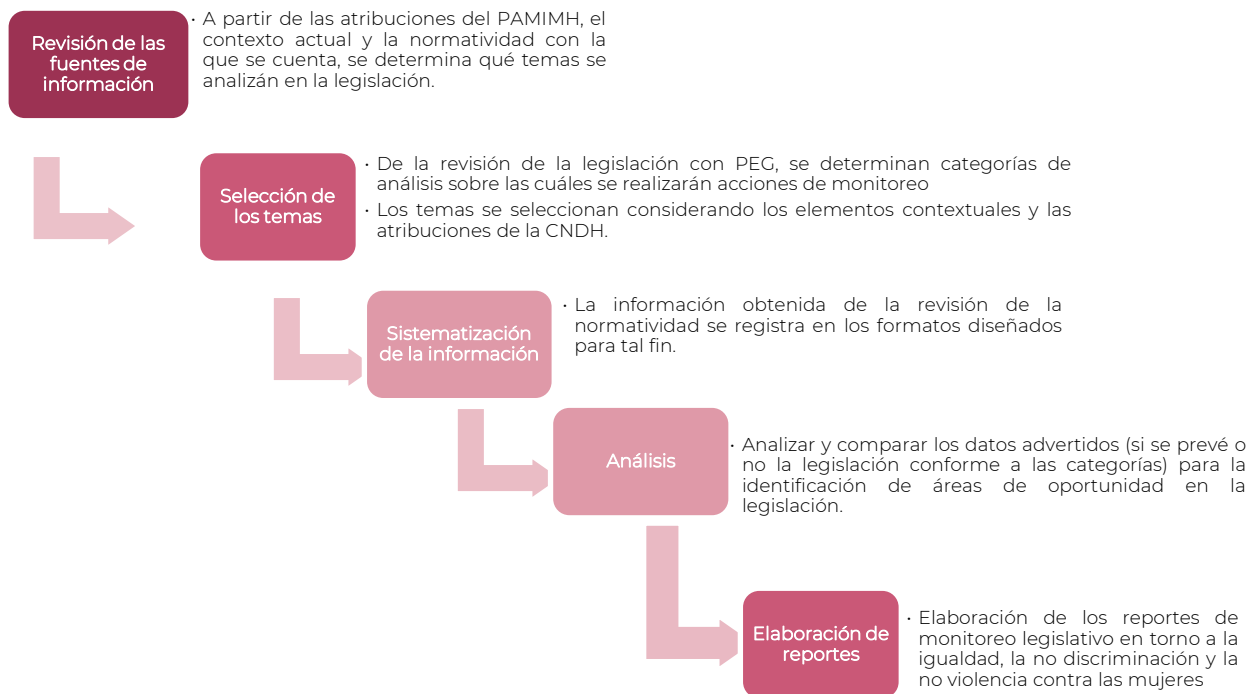 Revisión de las
fuentes de
información
· A partir de las atribuciones del PAMIMH, el
contexto actual y la normatividad con la
que se cuenta, se determina qué temas se
analizán en la legislación.
Selección de
los temas
· De la revisión de la legislación con PEG, se determinan categorías de
análisis sobre las cuáles se realizarán acciones de monitoreo
· Los temas se seleccionan considerando los elementos contextuales y las
atribuciones de la CNDH.
Sistematización
de la información
· La información obtenida de la revisión de la
normatividad se registra en los formatos diseñados
para tal fin.
Análisis
· Analizar y comparar los datos advertidos (si se prevé o
no la legislación conforme a las categorías) para la
identificación de áreas de oportunidad en la
legislación.
Elaboración de
reportes
· Elaboración de los reportes de
monitoreo legislativo en torno a la
igualdad, la no discriminación y la
no violencia contra las mujeres